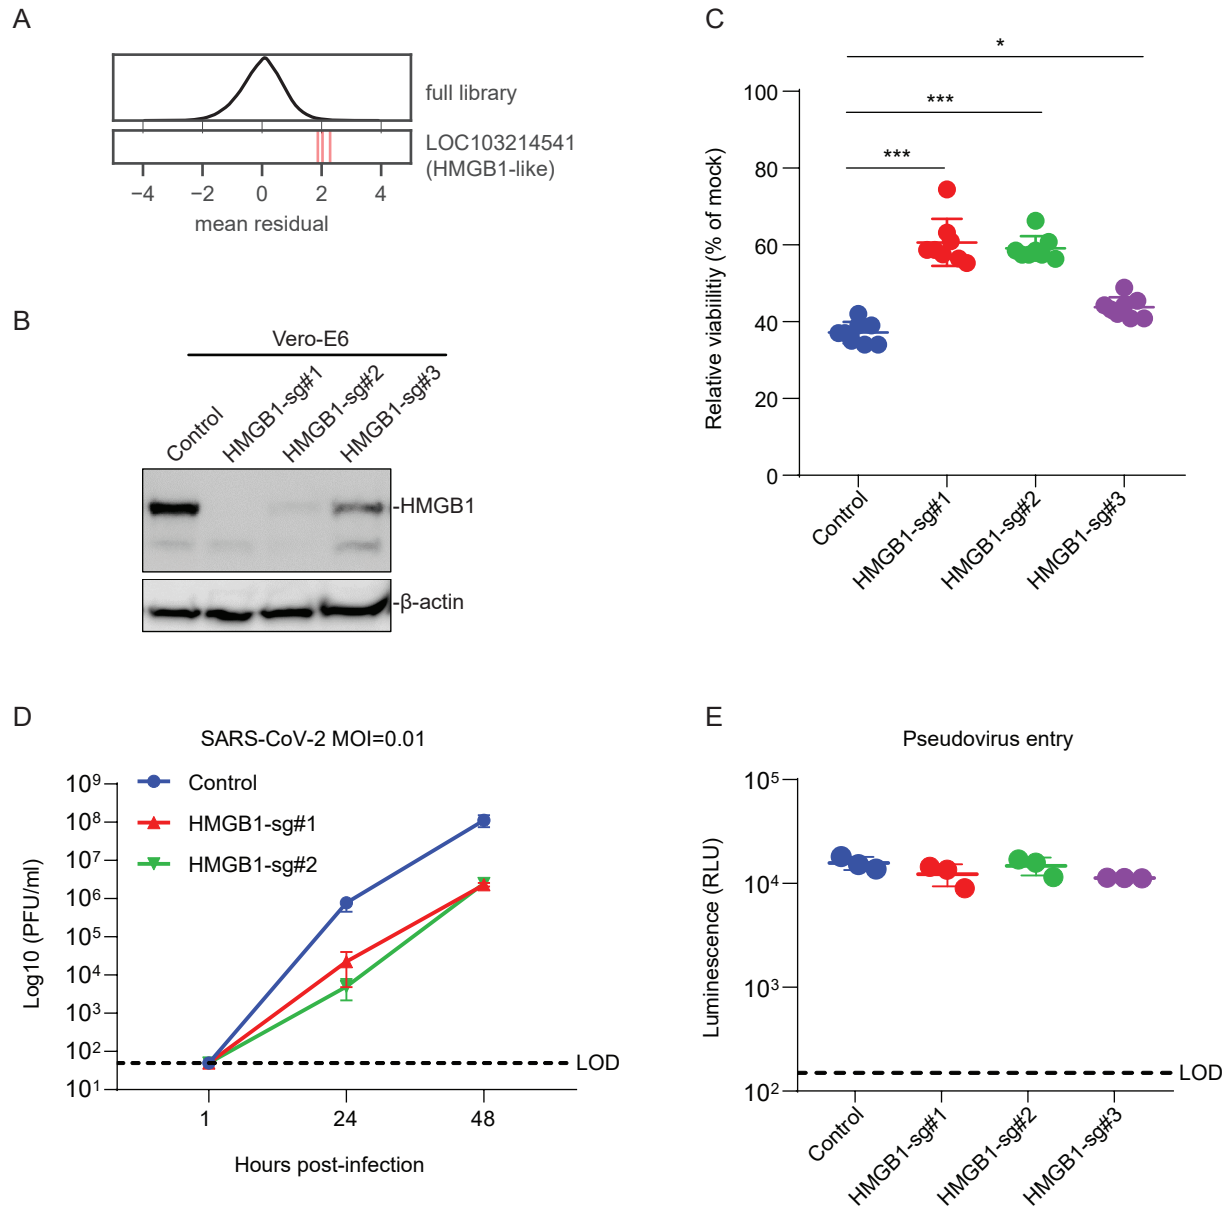 A
full library
LOC103214541
(HMGB1-like)
−4 −2 0 2 4
mean residual
B
Vero-E6
Control
HMGB1-sg#1
HMGB1-sg#2
HMGB1-sg#3
-HMGB1
-β-actin
C
*
***
***
100
80
60
40
20
0
Relative viabiilitiy (% of mock)
Control
HMGB1-sg#1
HMGB1-sg#2
HMGB1-sg#3
D
SARS-CoV-2 MOI=0.01
Control
HMGB1-sg#1
HMGB1-sg#2
10⁹
10⁸
10⁷
10⁶
10⁵
10⁴
10³
10²
10¹
Log10 (PFU/ml)
LOD
1 24 48
Hours post-infection
E
Pseudovirus entry
10⁵
10⁴
10³
10²
Luminescence (RLU)
LOD
Control
HMGB1-sg#1
HMGB1-sg#2
HMGB1-sg#3